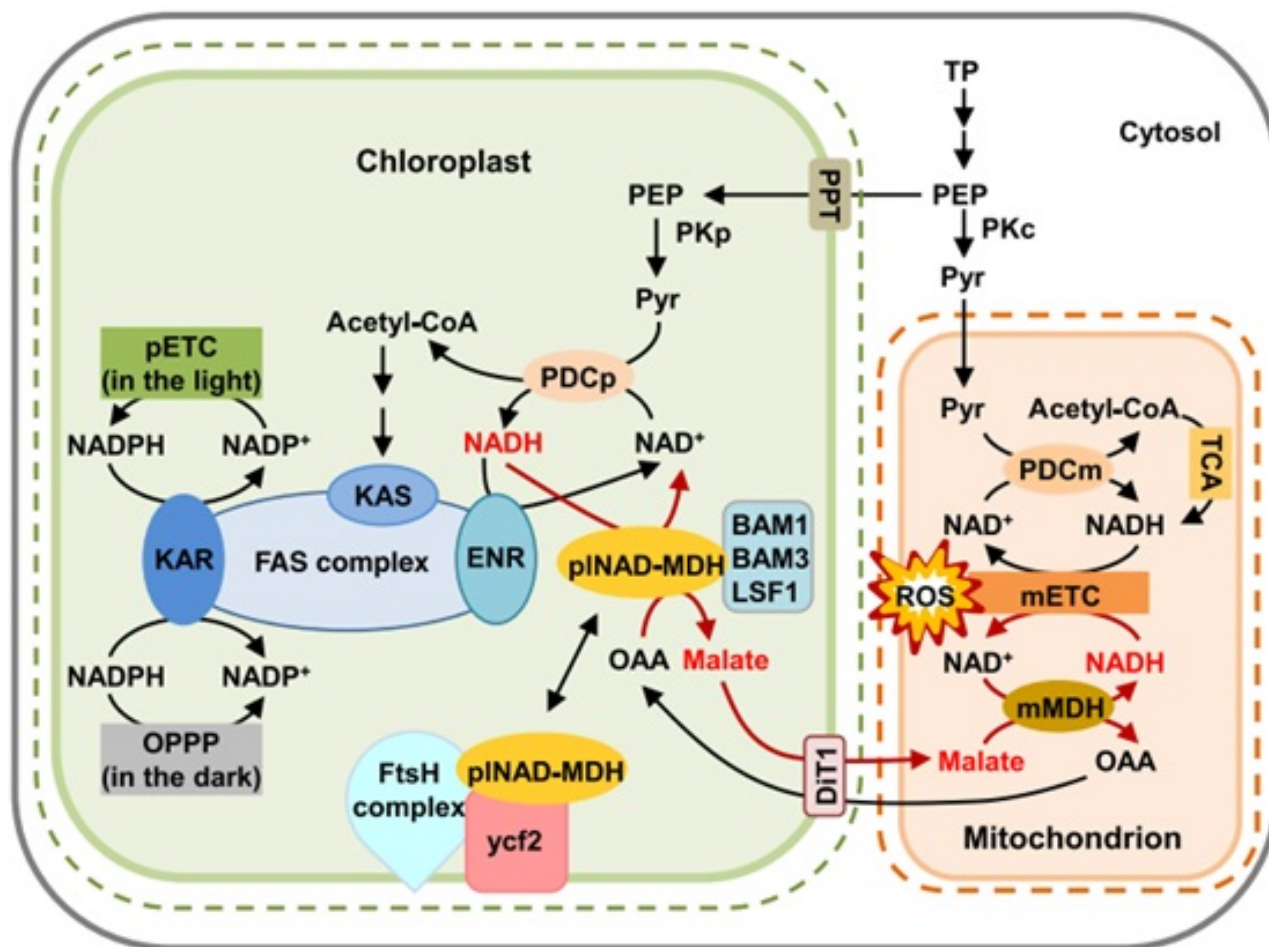 TP
Cytosol
Chloroplast
PEP
PPT
PEP
PKp
PKc
Pyr
Pyr
Acetyl-CoA
pETC
(in the light)
PDCp
NADPH
NADP⁺
NADH
NAD⁺
Pyr
Acetyl-CoA
TCA
PDCm
NAD⁺
NADH
KAS
KAR
FAS complex
ENR
plNAD-MDH
BAM1
BAM3
LSF1
ROS
mETC
NADPH
NADP⁺
OAA
Malate
NAD⁺
NADH
mMDH
OPPP
(in the dark)
DiT1
Malate
OAA
FtsH
complex
plNAD-MDH
ycf2
Mitochondrion